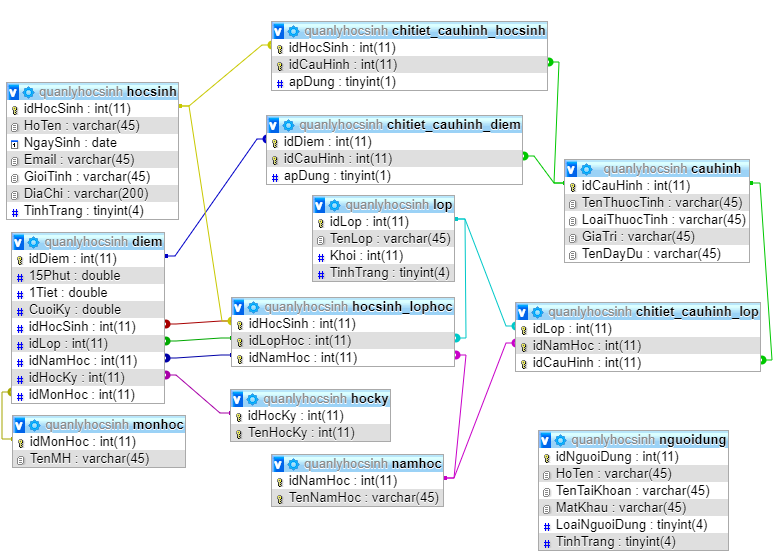 quanlyhocsinh chitiet_cauhinh_hocsinh
idHocSinh : int(11)
idCauHinh : int(11)
apDung : tinyint(1)
quanlyhocsinh hocsinh
idHocSinh : int(11)
HoTen : varchar(45)
NgaySinh : date
Email : varchar(45)
GioiTinh : varchar(45)
DiaChi : varchar(200)
TinhTrang : tinyint(4)
quanlyhocsinh chitiet_cauhinh_diem
idDiem : int(11)
idCauHinh : int(11)
apDung : tinyint(1)
quanlyhocsinh cauhinh
idCauHinh : int(11)
TenThuocTinh : varchar(45)
LoaiThuocTinh : varchar(45)
GiaTri : varchar(45)
TenDayDu : varchar(45)
quanlyhocsinh lop
idLop : int(11)
TenLop : varchar(45)
Khoi : int(11)
TinhTrang : tinyint(4)
quanlyhocsinh diem
idDiem : int(11)
15Phut : double
1Tiet : double
CuoiKy : double
idHocSinh : int(11)
idLop : int(11)
idNamHoc : int(11)
idHocKy : int(11)
idMonHoc : int(11)
quanlyhocsinh hocsinh_lophoc
idHocSinh : int(11)
idLopHoc : int(11)
idNamHoc : int(11)
quanlyhocsinh chitiet_cauhinh_lop
idLop : int(11)
idNamHoc : int(11)
idCauHinh : int(11)
quanlyhocsinh hocky
idHocKy : int(11)
TenHocKy : int(11)
quanlyhocsinh monhoc
idMonHoc : int(11)
TenMH : varchar(45)
quanlyhocsinh namhoc
idNamHoc : int(11)
TenNamHoc : varchar(45)
quanlyhocsinh nguoidung
idNguoiDung : int(11)
HoTen : varchar(45)
TenTaiKhoan : varchar(45)
MatKhau : varchar(45)
LoaiNguoiDung : tinyint(4)
TinhTrang : tinyint(4)